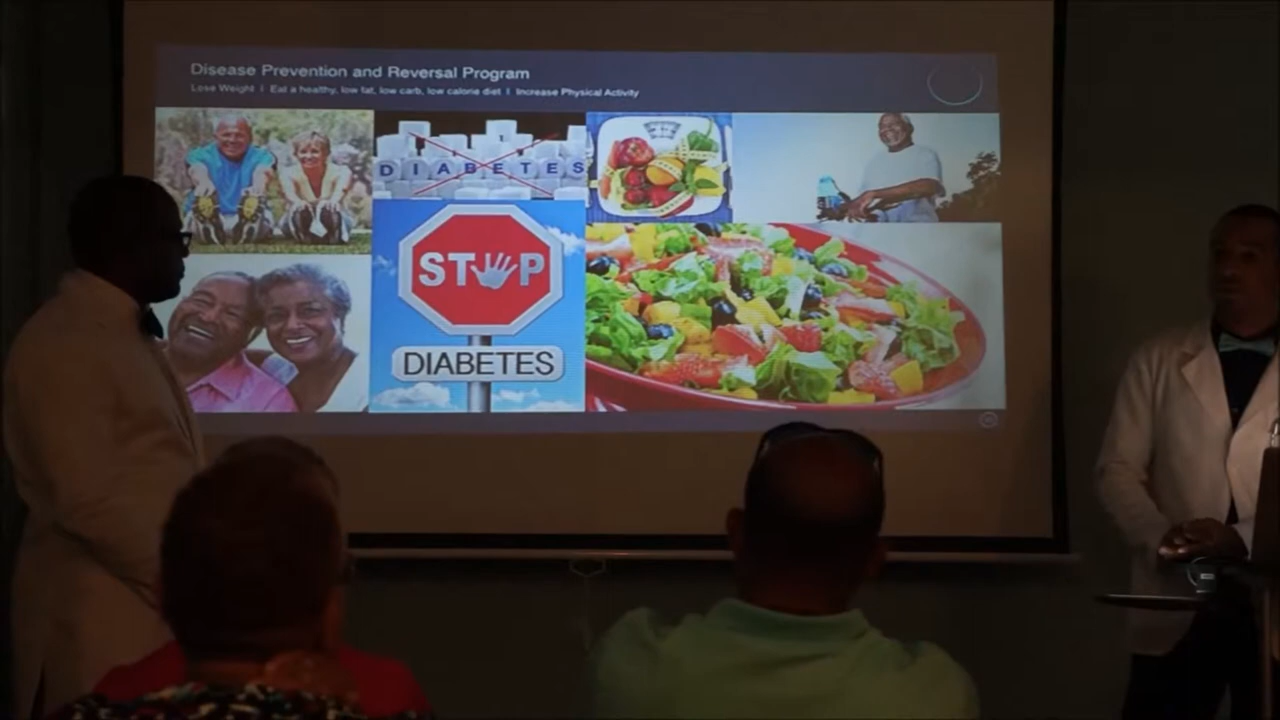 Disease Prevention and Reversal Program
Lose Weight | Eat a healthy, low fat, low carb, low calorie diet | Increase Physical Activity
DIABETES
STOP
DIABETES